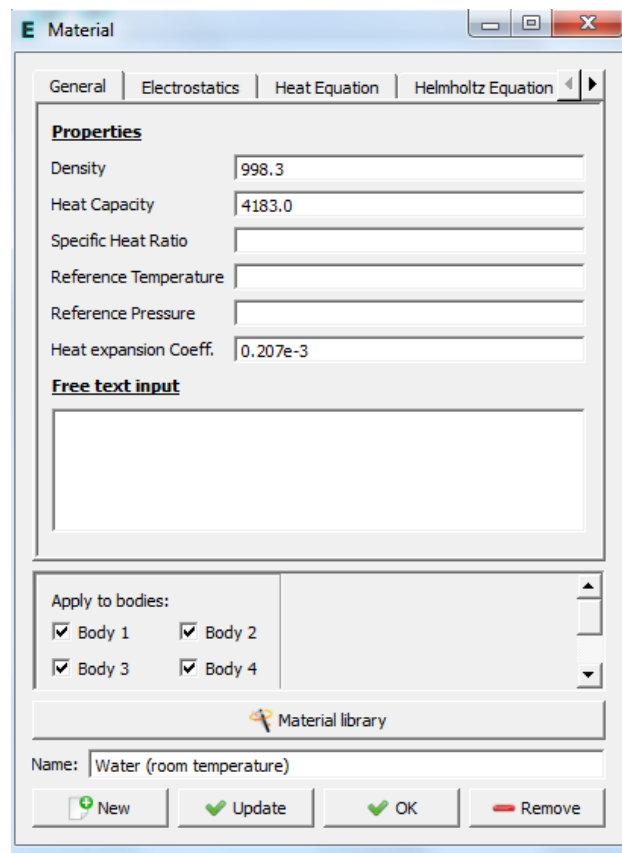 E Material
General Electrostatics Heat Equation Helmholtz Equation
Properties
Density 998.3
Heat Capacity 4183.0
Specific Heat Ratio
Reference Temperature
Reference Pressure
Heat expansion Coeff. 0.207e-3
Free text input
Apply to bodies:
Body 1 Body 2
Body 3 Body 4
Material library
Name: Water (room temperature)
New Update OK Remove